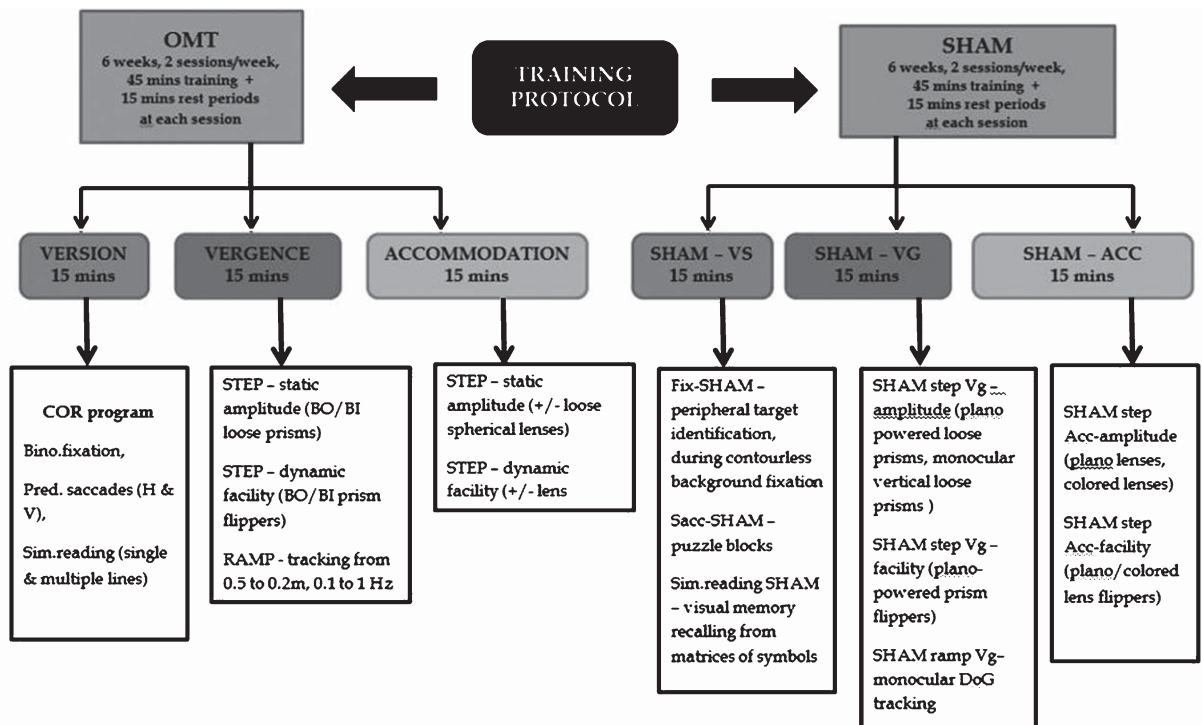 TRAINING
PROTOCOL
OMT
6 weeks, 2 sessions/week,
45 mins training +
15 mins rest periods
at each session
SHAM
6 weeks, 2 sessions/week,
45 mins training +
15 mins rest periods
at each session
VERSION
15 mins
VERGENCE
15 mins
ACCOMMODATION
15 mins
SHAM – VS
15 mins
SHAM – VG
15 mins
SHAM – ACC
15 mins
COR program
Bino.fixation,
Pred. saccades (H &
V),
Sim.reading (single
& multiple lines)
STEP – static
amplitude (BO/BI
loose prisms)
STEP – dynamic
facility (BO/BI prism
flippers)
RAMP - tracking from
0.5 to 0.2m, 0.1 to 1 Hz
STEP – static
amplitude (+/- loose
spherical lenses)
STEP – dynamic
facility (+/- lens
Fix-SHAM –
peripheral target
identification,
during contourless
background fixation
Sacc-SHAM –
puzzle blocks
Sim.reading SHAM
– visual memory
recalling from
matrices of symbols
SHAM step Vg –
amplitude (plano
powered loose
prisms, monocular
vertical loose
prisms )
SHAM step Vg –
facility (plano-
powered prism
flippers)
SHAM ramp Vg–
monocular DoG
tracking
SHAM step
Acc-amplitude
(plano lenses,
colored lenses)
SHAM step
Acc-facility
(plano/colored
lens flippers)